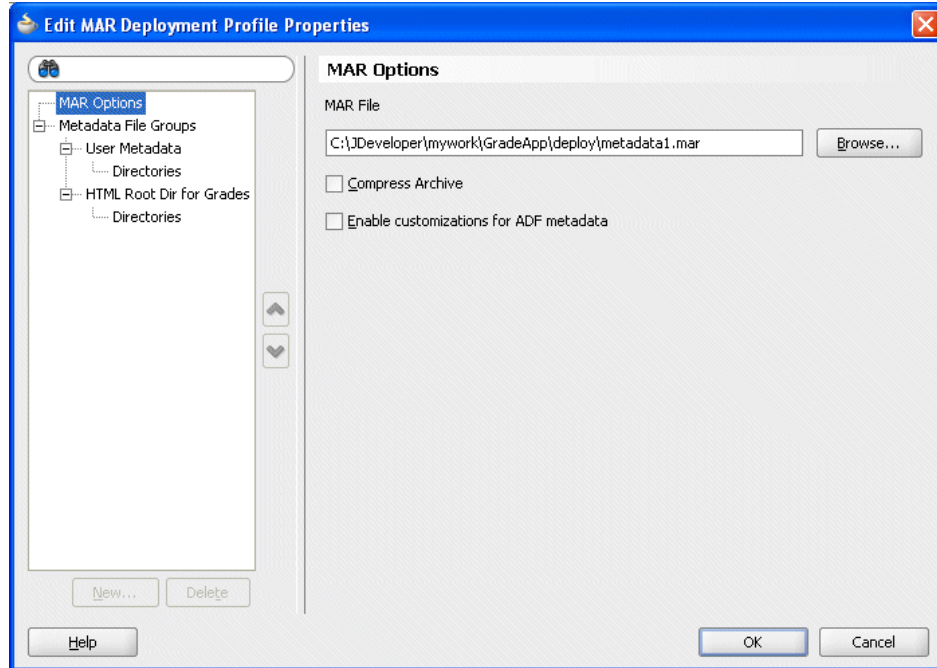 Edit MAR Deployment Profile Properties
MAR Options
Metadata File Groups
User Metadata
Directories
HTML Root Dir for Grades
Directories
New...
Delete
MAR Options
MAR File
C:\JDeveloper\mywork\GradeApp\deploy\metadata1.mar
Browse...
Compress Archive
Enable customizations for ADF metadata
Help
OK
Cancel